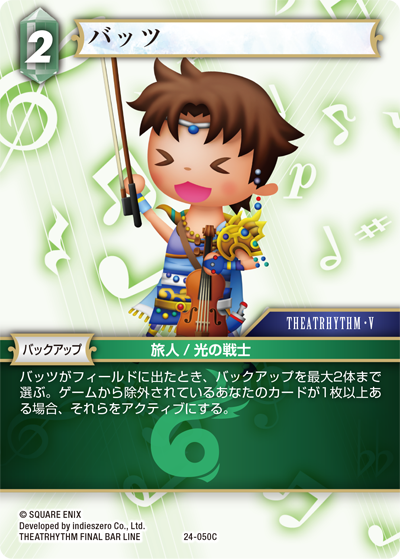 2
バッツ
THEATRHYTHM・V
バックアップ
旅人 / 光の戦士
バッツがフィールドに出たとき、バックアップを最大2体まで
選ぶ。ゲームから除外されているあなたのカードが1枚以上あ
る場合、それらをアクティブにする。
6
© SQUARE ENIX
Developed by indieszero Co., Ltd.
THEATRHYTHM FINAL BAR LINE
24-050C